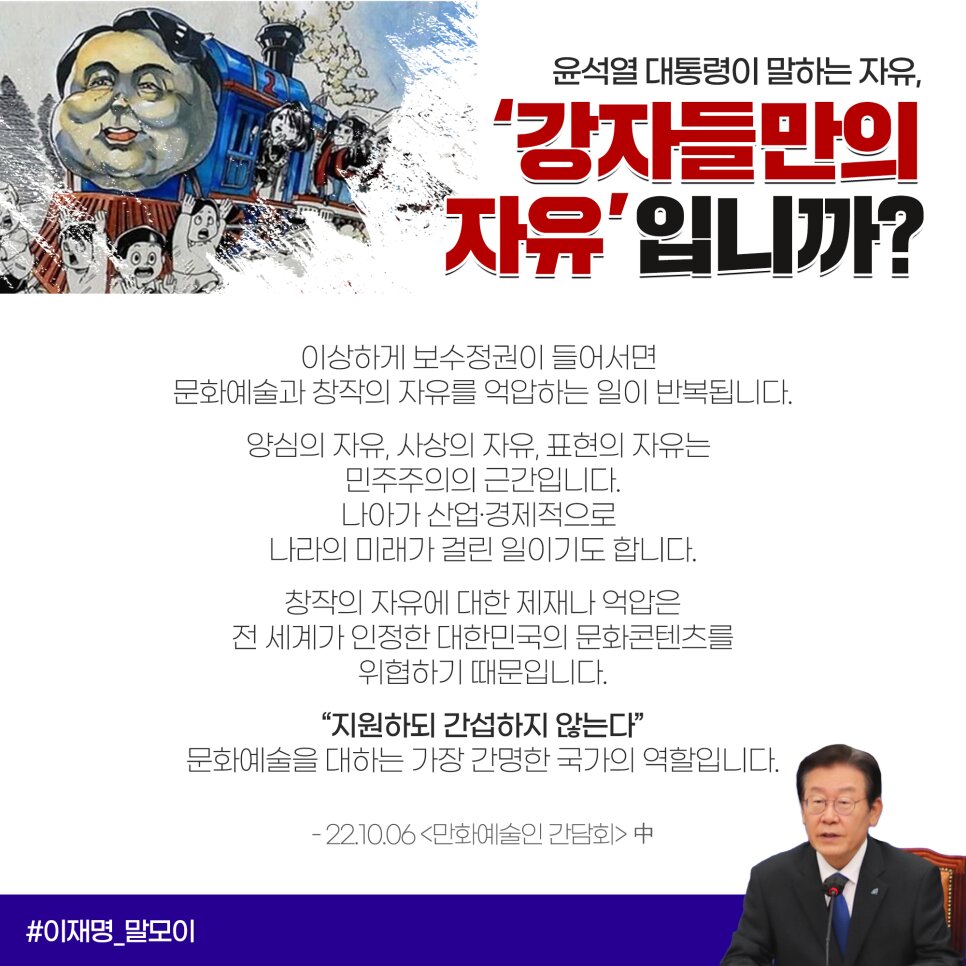 윤석열 대통령이 말하는 자유,
‘강자들만의
자유’입니까?
이상하게 보수정권이 들어서면
문화예술과 창작의 자유를 억압하는 일이 반복됩니다.
양심의 자유, 사상의 자유, 표현의 자유는
민주주의의 근간입니다.
나아가 산업·경제적으로
나라의 미래가 걸린 일이기도 합니다.
창작의 자유에 대한 제재나 억압은
전 세계가 인정한 대한민국의 문화콘텐츠를
위협하기 때문입니다.
“지원하되 간섭하지 않는다”
문화예술을 대하는 가장 간명한 국가의 역할입니다.
- 22.10.06 <만화예술인 간담회> 中
#이재명_말모이
2